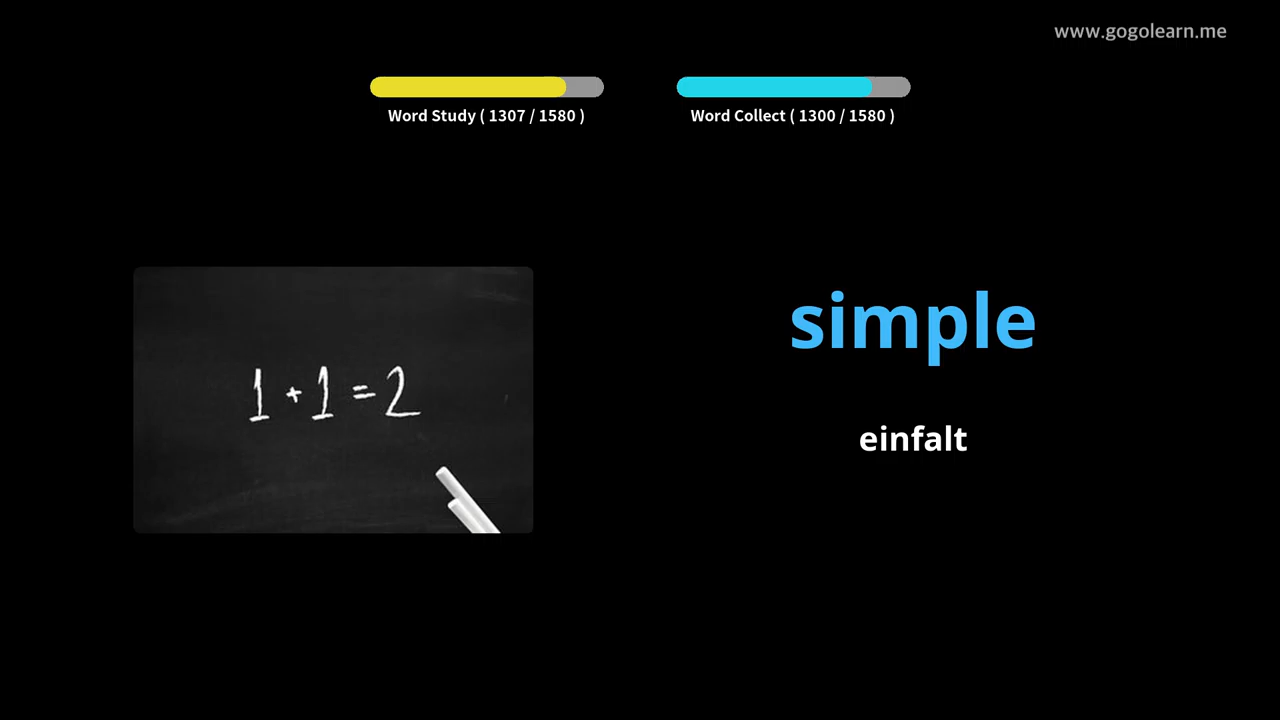 www.gogolearn.me
Word Study ( 1307 / 1580 )
Word Collect ( 1300 / 1580 )
1 + 1 = 2
simple
einfalt